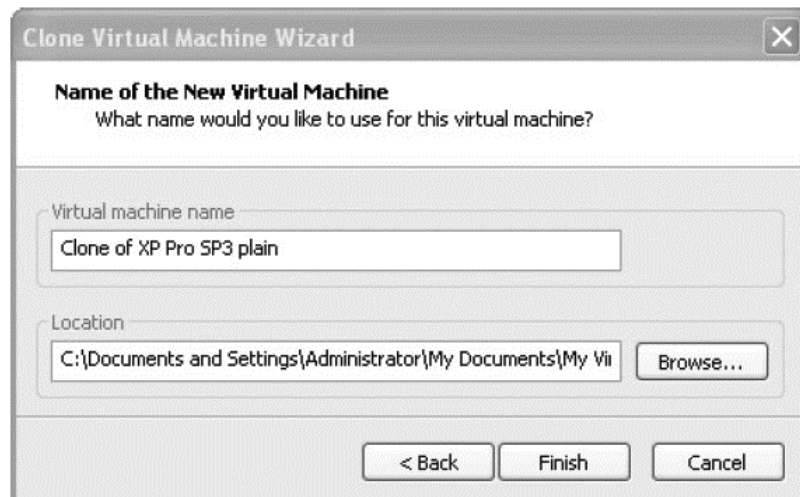 Clone Virtual Machine Wizard
Name of the New Virtual Machine
What name would you like to use for this virtual machine?
Virtual machine name
Clone of XP Pro SP3 plain
Location
C:\Documents and Settings\Administrator\My Documents\My Vir
Browse...
< Back Finish Cancel